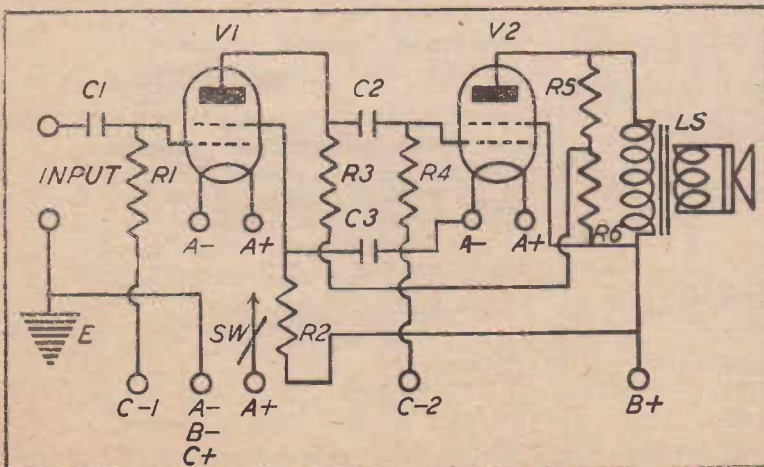 V1
V2
C1
C2
R5
LS
INPUT
R1
R3
R4
C3
A-
A+
A-
A+
R6
E
SW
R2
C-1
A-
B-
C+
A+
C-2
B+